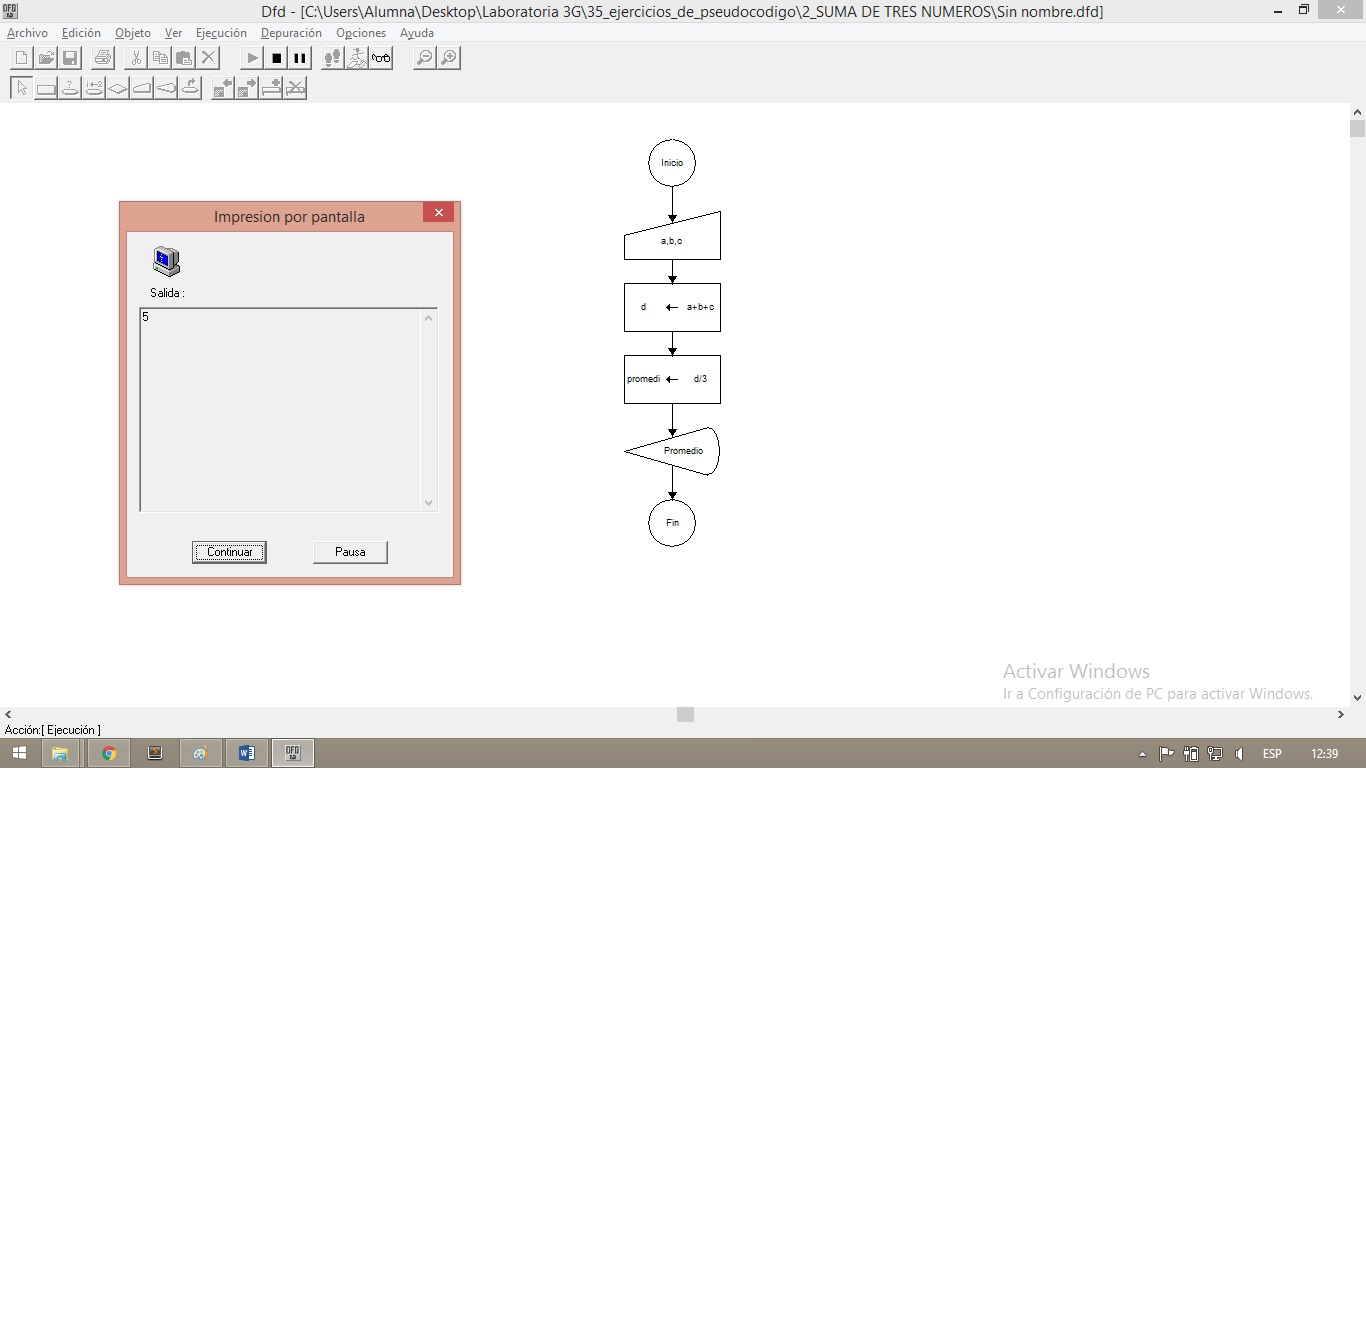 Dfd - [C:\Users\Alumna\Desktop\Laboratoria 3G\35_ejercicios_de_pseudocodigo\2_SUMA DE TRES NUMEROS\Sin nombre.dfd]
Archivo Edición Objeto Ver Ejecución Depuración Opciones Ayuda
Inicio
a,b,c
d ← a+b+c
promedi ← d/3
Promedio
Fin
Impresion por pantalla
Salida :
5
Continuar Pausa
Activar Windows
Ir a Configuración de PC para activar Windows.
Acción:[ Ejecución ]
ESP 12:39